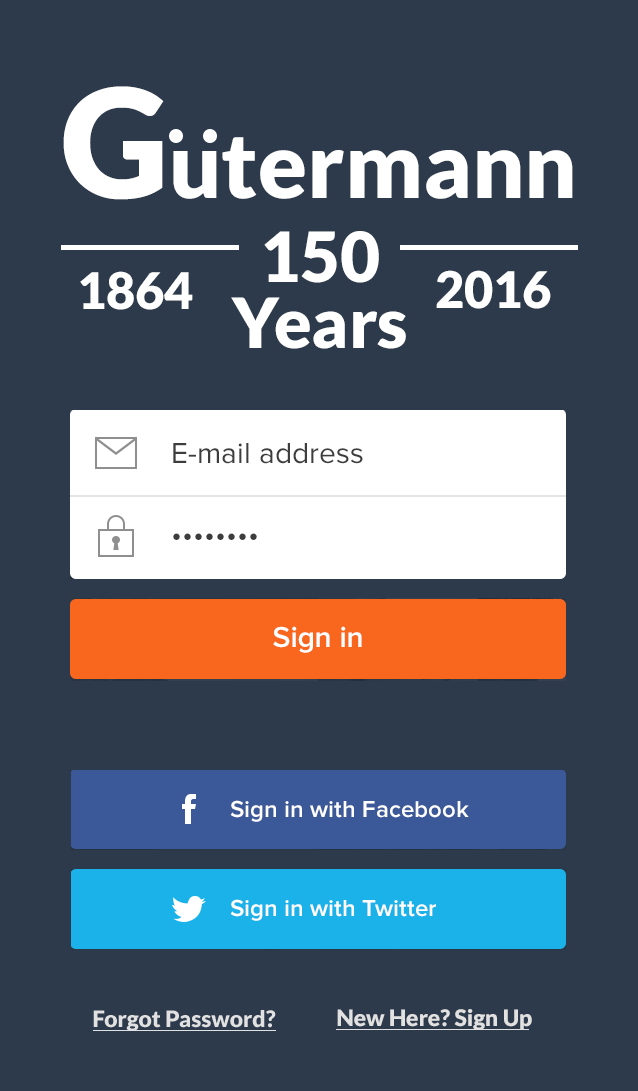 Gütermann
150
1864
2016
Years
E-mail address
••••••••
Sign in
Sign in with Facebook
Sign in with Twitter
Forgot Password?
New Here? Sign Up